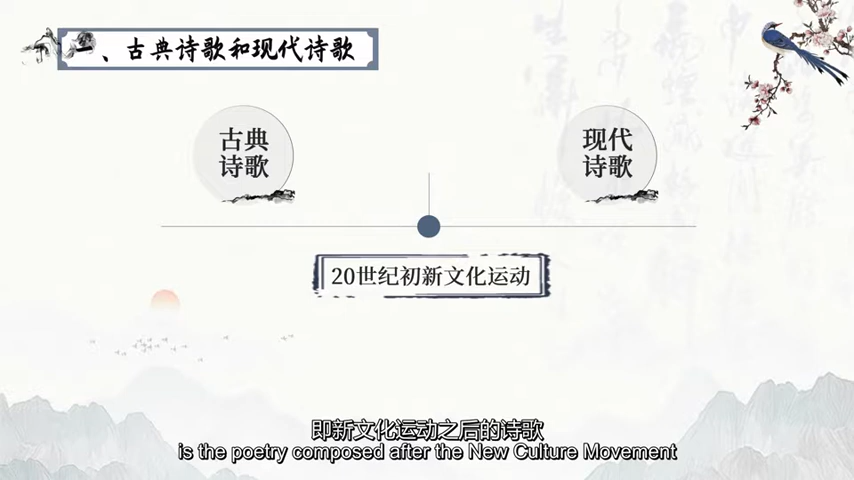 一、古典诗歌和现代诗歌
古典
诗歌
现代
诗歌
20世纪初新文化运动
即新文化运动之后的诗歌
is the poetry composed after the New Culture Movement